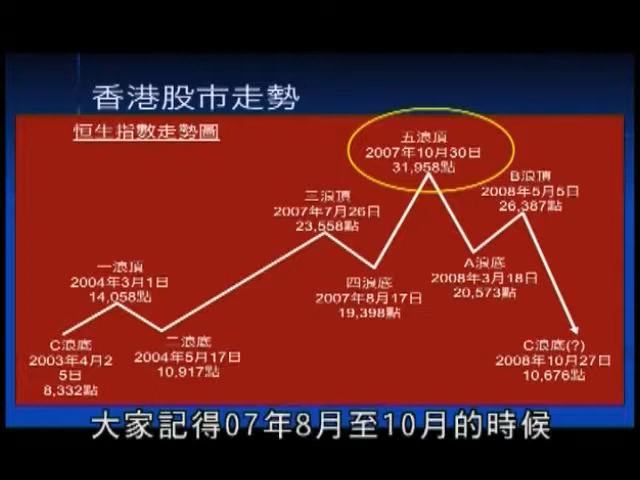 香港股市走勢
恒生指數走勢圖
五浪頂
2007年10月30日
31,958點
B浪頂
2008年5月5日
26,387點
三浪頂
2007年7月26日
23,558點
一浪頂
2004年3月1日
14,058點
A浪底
2008年3月18日
20,573點
四浪底
2007年8月17日
19,398點
二浪底
2004年5月17日
10,917點
C浪底
2003年4月2
5日
8,332點
C浪底(?)
2008年10月27日
10,676點
大家記得07年8月至10月的時候